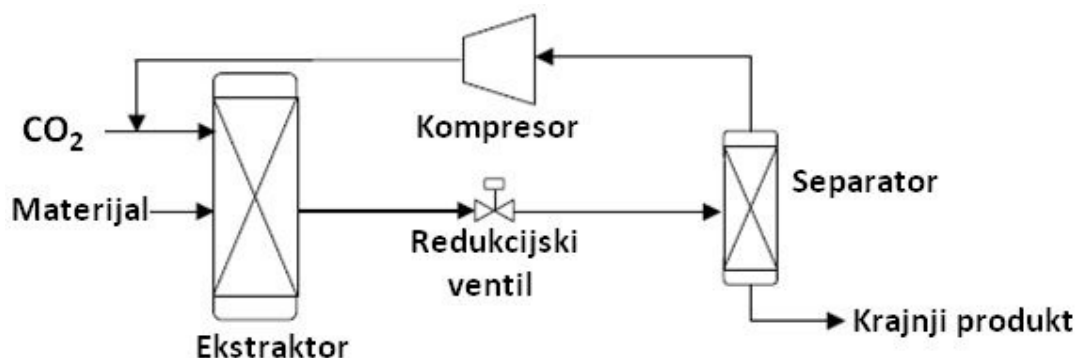 Kompresor
CO₂
Separator
Materijal
Redukcijski
ventil
Krajnji produkt
Ekstraktor